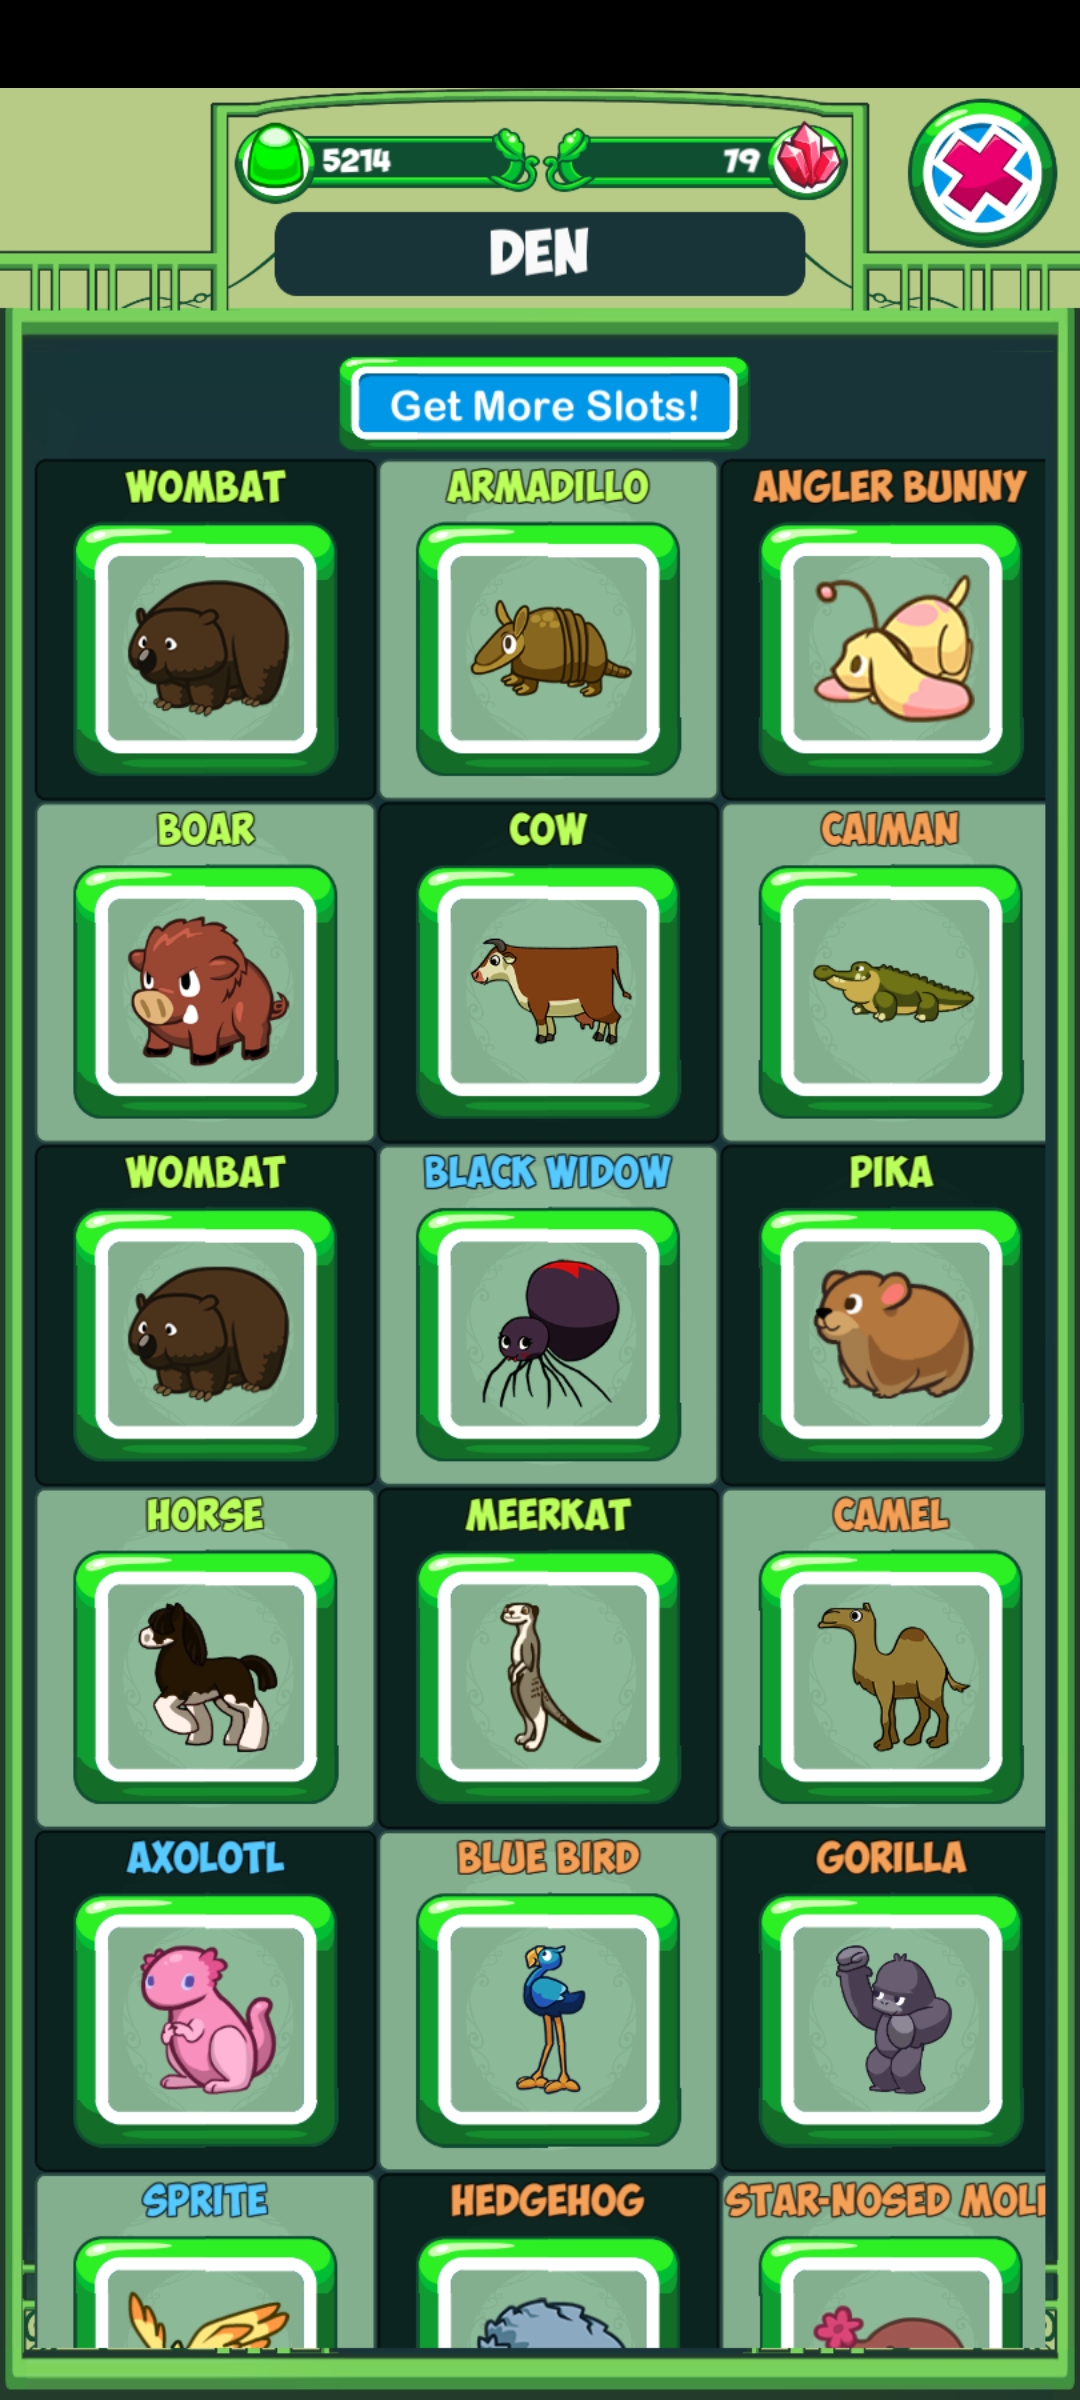 5214
79
DEN
Get More Slots!
WOMBAT
ARMADILLO
ANGLER BUNNY
BOAR
COW
CAIMAN
WOMBAT
BLACK WIDOW
PIKA
HORSE
MEERKAT
CAMEL
AXOLOTL
BLUE BIRD
GORILLA
SPRITE
HEDGEHOG
STAR-NOSED MOL